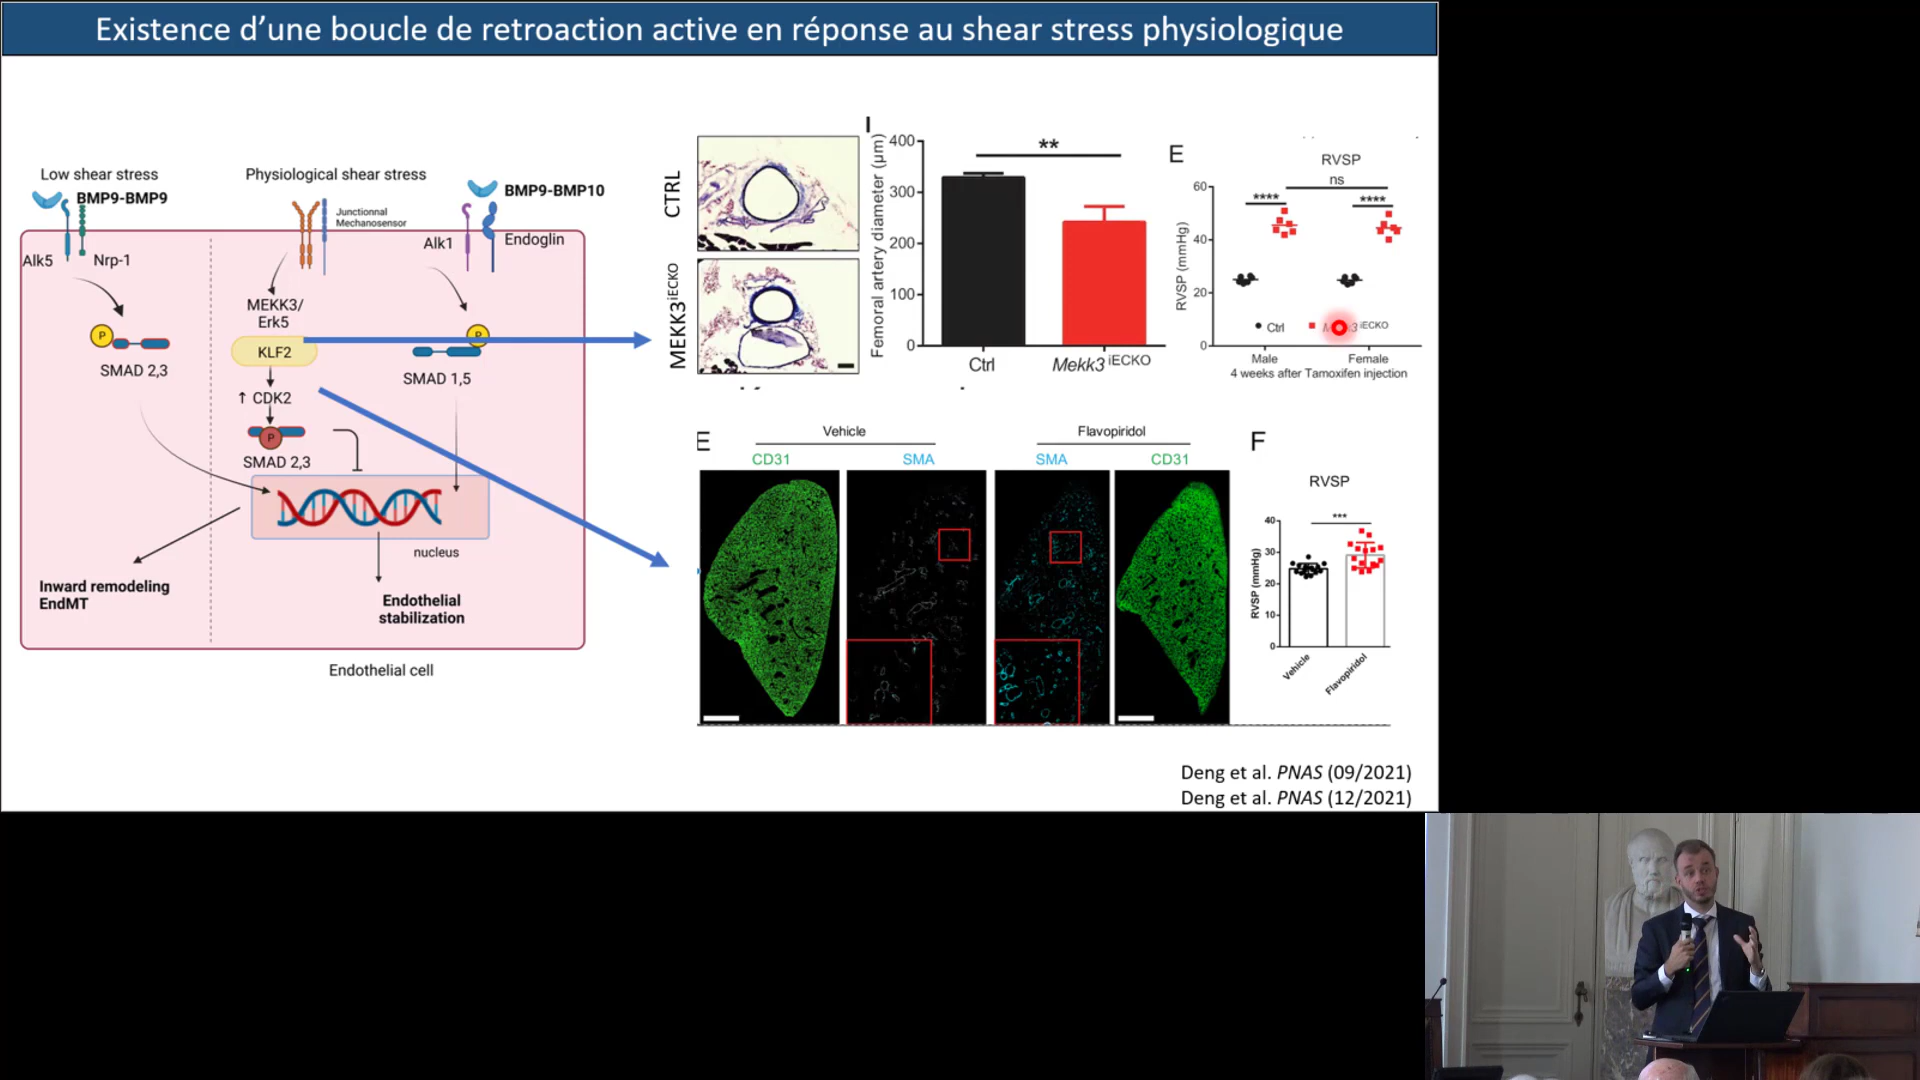 Existence d’une boucle de retroaction active en réponse au shear stress physiologique
Low shear stress
BMP9-BMP9
Physiological shear stress
BMP9-BMP10
Junctionnal
Mechanosensor
Alk5
Nrp-1
Alk1
Endoglin
MEKK3/
Erk5
P
KLF2
P
SMAD 2,3
SMAD 1,5
↑ CDK2
P
SMAD 2,3
nucleus
Inward remodeling
EndMT
Endothelial
stabilization
Endothelial cell
CTRL
MEKK3iECKO
I
Femoral artery diameter (µm)
400
300
200
100
0
**
Ctrl
Mekk3 iECKO
E
RVSP
ns
****
****
RVSP (mmHg)
60
40
20
0
Ctrl
iECKO
Male
Female
4 weeks after Tamoxifen injection
E
Vehicle
Flavopiridol
CD31
SMA
SMA
CD31
F
RVSP
***
RVSP (mmHg)
40
30
20
10
0
Vehicle
Flavopiridol
Deng et al. PNAS (09/2021)
Deng et al. PNAS (12/2021)